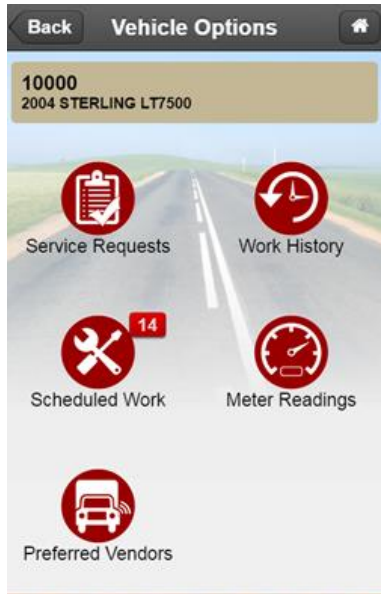 Back
Vehicle Options
10000
2004 STERLING LT7500
Service Requests
Work History
14
Scheduled Work
Meter Readings
Preferred Vendors